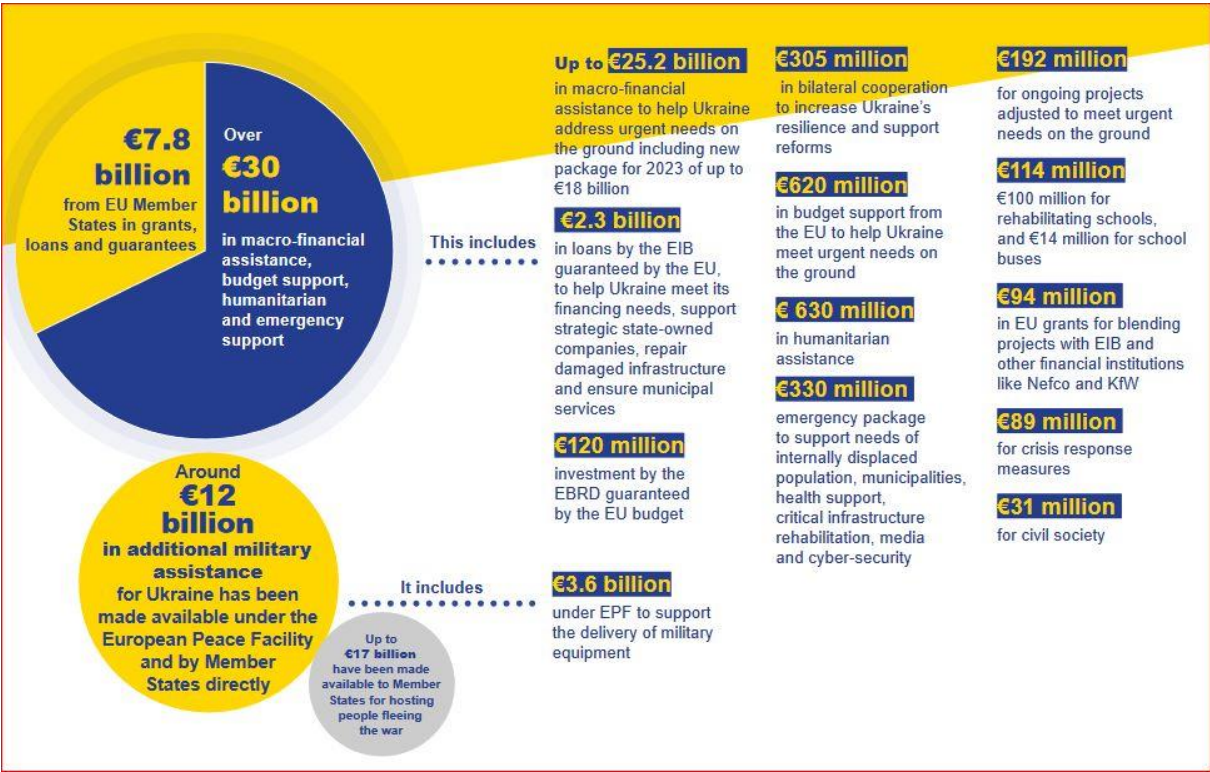 €7.8
billion
from EU Member
States in grants,
loans and guarantees
Over
€30
billion
in macro-financial
assistance,
budget support,
humanitarian
and emergency
support
This includes
Up to €25.2 billion
in macro-financial
assistance to help Ukraine
address urgent needs on
the ground including new
package for 2023 of up to
€18 billion
€2.3 billion
in loans by the EIB
guaranteed by the EU,
to help Ukraine meet its
financing needs, support
strategic state-owned
companies, repair
damaged infrastructure
and ensure municipal
services
€120 million
investment by the
EBRD guaranteed
by the EU budget
€305 million
in bilateral cooperation
to increase Ukraine's
resilience and support
reforms
€620 million
in budget support from
the EU to help Ukraine
meet urgent needs on
the ground
€ 630 million
in humanitarian
assistance
€330 million
emergency package
to support needs of
internally displaced
population, municipalities,
health support,
critical infrastructure
rehabilitation, media
and cyber-security
€192 million
for ongoing projects
adjusted to meet urgent
needs on the ground
€114 million
€100 million for
rehabilitating schools,
and €14 million for school
buses
€94 million
in EU grants for blending
projects with EIB and
other financial institutions
like Nefco and KfW
€89 million
for crisis response
measures
€31 million
for civil society
Around
€12
billion
in additional military
assistance
for Ukraine has been
made available under the
European Peace Facility
and by Member
States directly
It includes
€3.6 billion
under EPF to support
the delivery of military
equipment
Up to
€17 billion
have been made
available to Member
States for hosting
people fleeing
the war